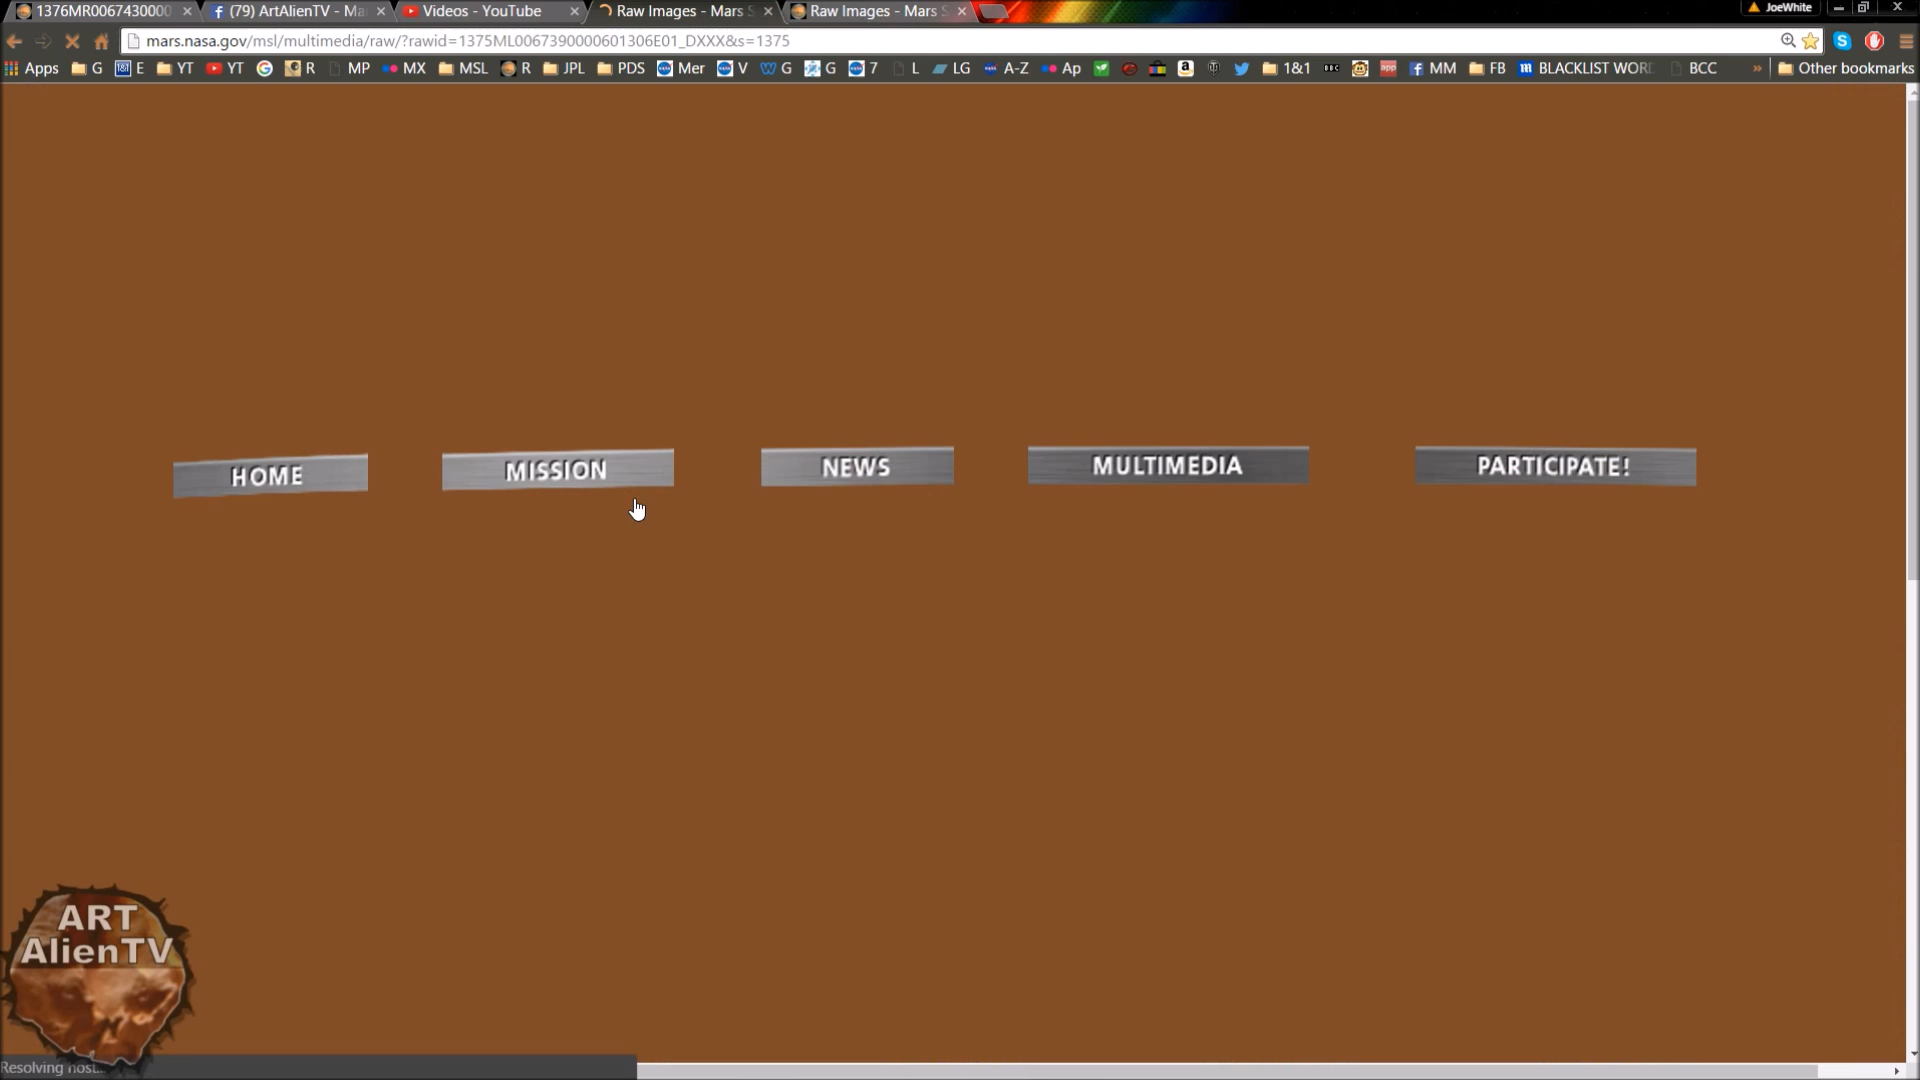 1376MR0067430000
(79) ArtAlienTV - Ma
Videos - YouTube
Raw Images - Mars S
Raw Images - Mars S
JoeWhite
mars.nasa.gov/msl/multimedia/raw/?rawid=1375ML0067390000601306E01_DXXX&s=1375
Apps G E YT YT R MP MX MSL R JPL PDS Mer V G G 7 L LG A-Z Ap 1&1 MM FB BLACKLIST WORD BCC » Other bookmarks
HOME
MISSION
NEWS
MULTIMEDIA
PARTICIPATE!
ART
AlienTV
Resolving host...